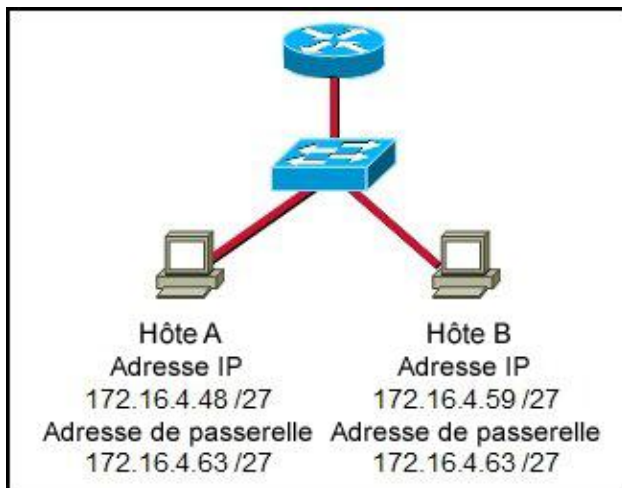 Hôte A
Adresse IP
172.16.4.48 /27
Adresse de passerelle
172.16.4.63 /27
Hôte B
Adresse IP
172.16.4.59 /27
Adresse de passerelle
172.16.4.63 /27